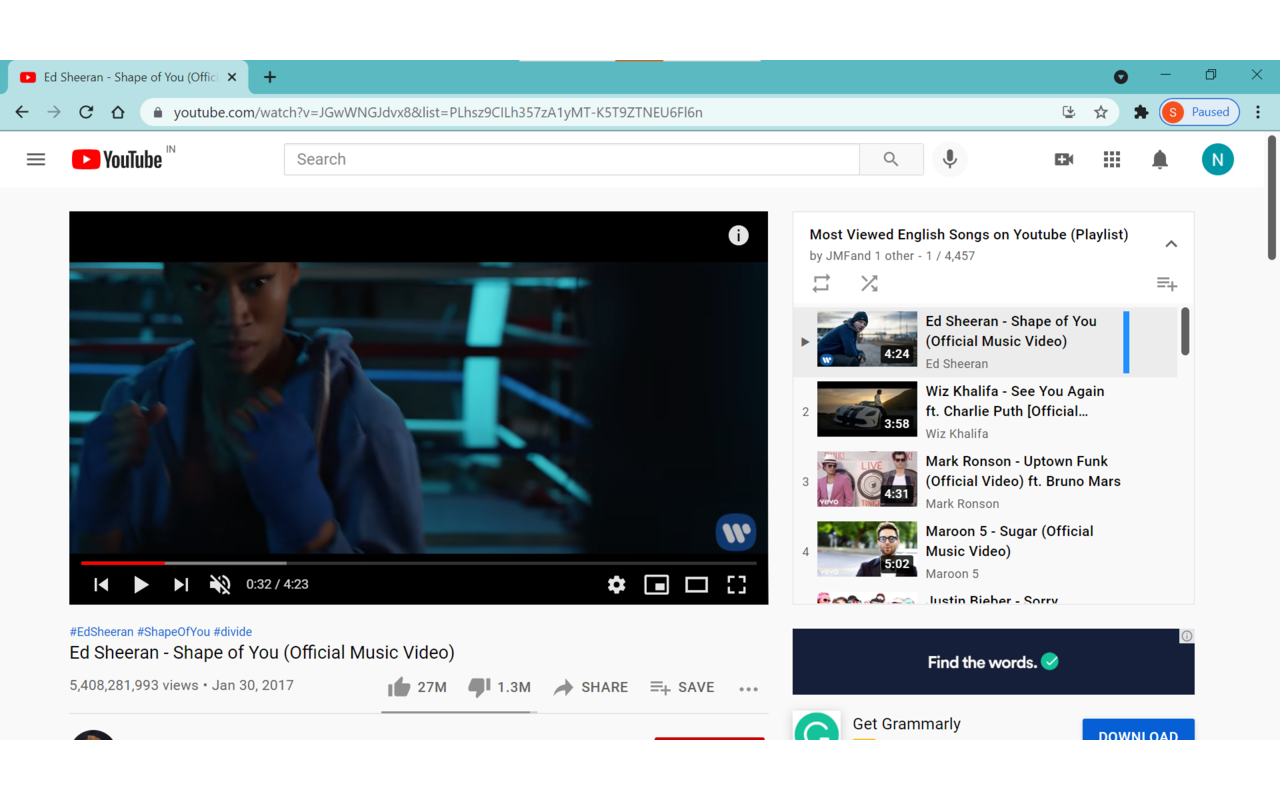 Ed Sheeran - Shape of You (Offic
youtube.com/watch?v=JGwWNGJdvx8&list=PLhsz9CILh357zA1yMT-K5T9ZTNEU6Fl6n
S Paused
YouTube IN
Search
N
Most Viewed English Songs on Youtube (Playlist)
by JMFand 1 other - 1 / 4,457
Ed Sheeran - Shape of You
(Official Music Video)
Ed Sheeran
4:24
2
Wiz Khalifa - See You Again
ft. Charlie Puth [Official...
Wiz Khalifa
3:58
3
Mark Ronson - Uptown Funk
(Official Video) ft. Bruno Mars
Mark Ronson
LIVE
vevo
4:31
4
Maroon 5 - Sugar (Official
Music Video)
Maroon 5
vevo
5:02
Justin Bieber - Sorry
0:32 / 4:23
#EdSheeran #ShapeOfYou #divide
Ed Sheeran - Shape of You (Official Music Video)
5,408,281,993 views • Jan 30, 2017
27M
1.3M
SHARE
SAVE
Find the words.
Get Grammarly
DOWNLOAD